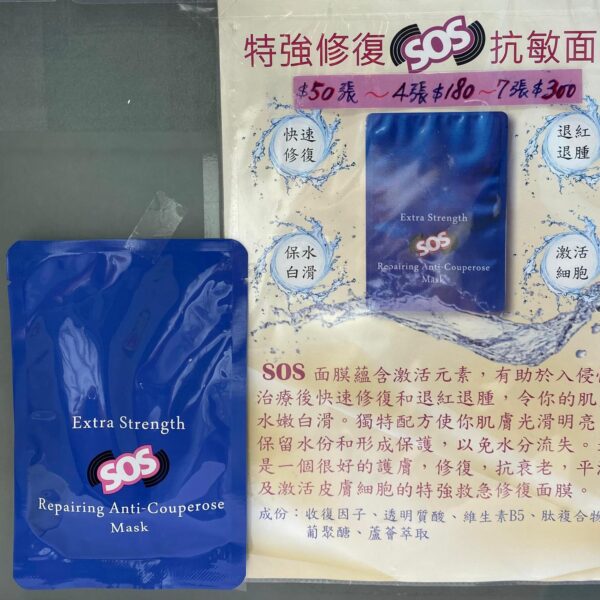 特強修復 SOS 抗敏面
$50張~4張$180~7張$300
快速
修復
退紅
退腫
保水
白滑
激活
細胞
Extra Strength
SOS
Repairing Anti-Couperose
Mask
SOS 面膜蘊含激活元素，有助於入侵性
治療後快速修復和退紅退腫，令你的肌
水嫩白滑。獨特配方使你肌膚光滑明亮
保留水份和形成保護，以免水分流失。
是一個很好的護膚，修復，抗衰老，平
及激活皮膚細胞的特強救急修復面膜。
成份：收復因子、透明質酸、維生素B5、肽複合物
葡聚醣、蘆薈萃取
Extra Strength
SOS
Repairing Anti-Couperose
Mask